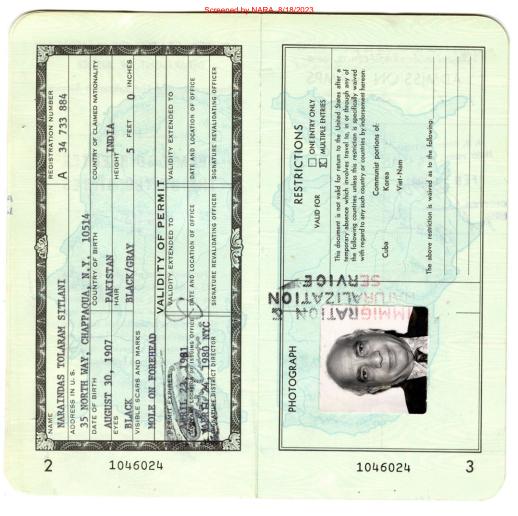 Screened by NARA, 8/18/2023
NAME
NARAINDAS TOLARAM SITLANI
REGISTRATION NUMBER
A 34 733 884
ADDRESS IN U. S.
35 NORTH WAY, CHAPPAQUA, N.Y. 10514
DATE OF BIRTH
AUGUST 30, 1907
COUNTRY OF BIRTH
PAKISTAN
COUNTRY OF CLAIMED NATIONALITY
INDIA
EYES
BLACK
HAIR
BLACK/GRAY
HEIGHT
5 FEET 0 INCHES
VISIBLE SCARS AND MARKS
MOLE ON FOREHEAD
VALIDITY OF PERMIT
PERMIT EXPIRES
VALIDITY EXTENDED TO
VALIDITY EXTENDED TO
DATE AND LOCATION OF ISSUING OFFICE
1980 NYC
DATE AND LOCATION OF OFFICE
DATE AND LOCATION OF OFFICE
SIGNATURE DISTRICT DIRECTOR
SIGNATURE REVALIDATING OFFICER
SIGNATURE REVALIDATING OFFICER
2
1046024
RESTRICTIONS
VALID FOR
ONE ENTRY ONLY
X MULTIPLE ENTRIES
This document is not valid for return to the United States after a
temporary absence which involves travel to, in or through any of
the following countries unless this restriction is specifically waived
with regard to any such country or countries by indorsement hereon:
Communist portions of:
Cuba
Korea
Viet-Nam
The above restriction is waived as to the following:
PHOTOGRAPH
IMMIGRATION &
NATURALIZATION
SERVICE
1046024
3